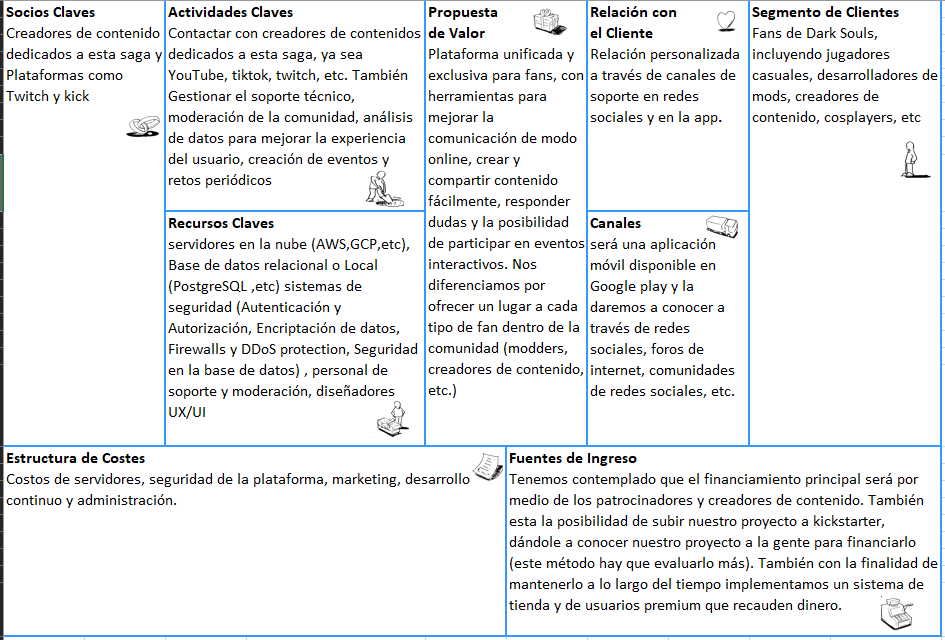 Socios Claves
Creadores de contenido
dedicados a esta saga y
Plataformas como
Twitch y kick
Actividades Claves
Contactar con creadores de contenidos
dedicados a esta saga, ya sea
YouTube, tiktok, twitch, etc. También
Gestionar el soporte técnico,
moderación de la comunidad, análisis
de datos para mejorar la experiencia
del usuario, creación de eventos y
retos periódicos
Recursos Claves
servidores en la nube (AWS,GCP,etc),
Base de datos relacional o Local
(PostgreSQL ,etc) sistemas de
seguridad (Autenticación y
Autorización, Encriptación de datos,
Firewalls y DDoS protection, Seguridad
en la base de datos) , personal de
soporte y moderación, diseñadores
UX/UI
Propuesta
de Valor
Plataforma unificada y
exclusiva para fans, con
herramientas para
mejorar la
comunicación de modo
online, crear y
compartir contenido
fácilmente, responder
dudas y la posibilidad
de participar en eventos
interactivos. Nos
diferenciamos por
ofrecer un lugar a cada
tipo de fan dentro de la
comunidad (modders,
creadores de contenido,
etc.)
Relación con
el Cliente
Relación personalizada
a través de canales de
soporte en redes
sociales y en la app.
Canales
será una aplicación
móvil disponible en
Google play y la
daremos a conocer a
través de redes
sociales, foros de
internet, comunidades
de redes sociales, etc.
Segmento de Clientes
Fans de Dark Souls,
incluyendo jugadores
casuales, desarrolladores de
mods, creadores de
contenido, cosplayers, etc
Estructura de Costes
Costos de servidores, seguridad de la plataforma, marketing, desarrollo
continuo y administración.
Fuentes de Ingreso
Tenemos contemplado que el financiamiento principal será por
medio de los patrocinadores y creadores de contenido. También
esta la posibilidad de subir nuestro proyecto a kickstarter,
dándole a conocer nuestro proyecto a la gente para financiarlo
(este método hay que evaluarlo más). También con la finalidad de
mantenerlo a lo largo del tiempo implementamos un sistema de
tienda y de usuarios premium que recauden dinero.